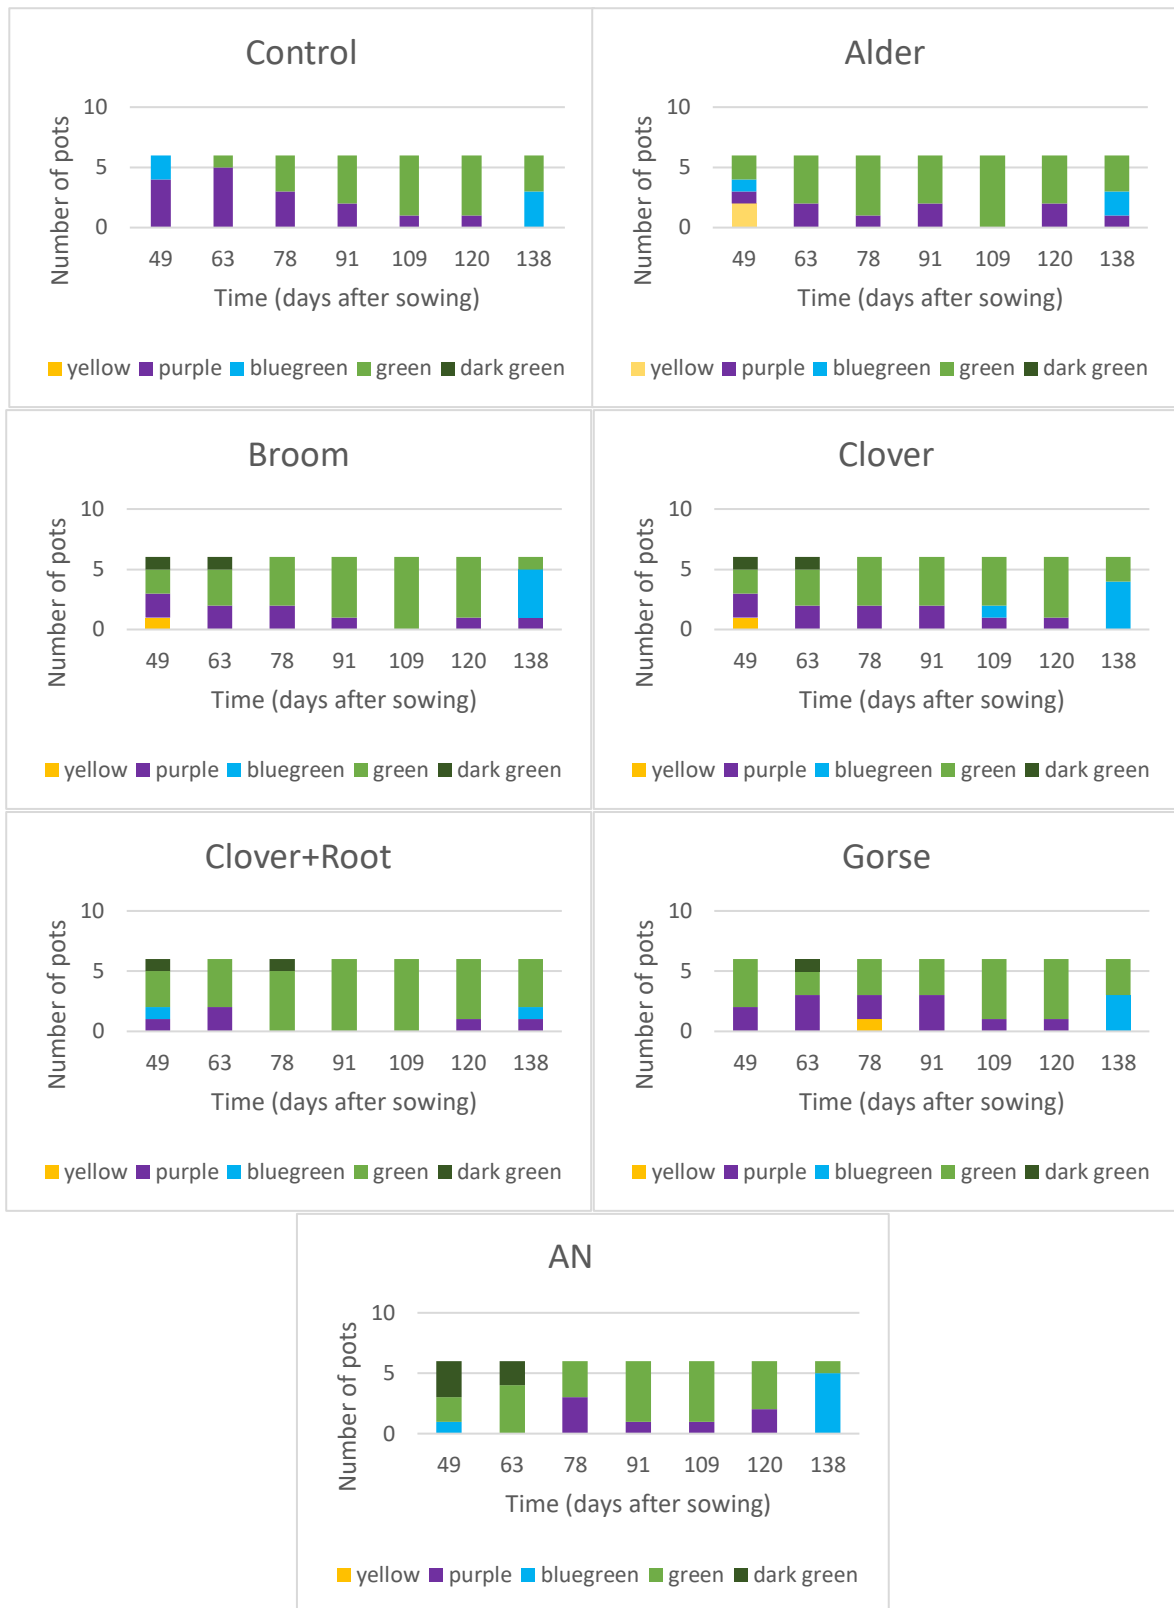 Control
Number of pots
10
5
0
49 63 78 91 109 120 138
Time (days after sowing)
yellow purple bluegreen green dark green
Alder
Number of pots
10
5
0
49 63 78 91 109 120 138
Time (days after sowing)
yellow purple bluegreen green dark green
Broom
Number of pots
10
5
0
49 63 78 91 109 120 138
Time (days after sowing)
yellow purple bluegreen green dark green
Clover
Number of pots
10
5
0
49 63 78 91 109 120 138
Time (days after sowing)
yellow purple bluegreen green dark green
Clover+Root
Number of pots
10
5
0
49 63 78 91 109 120 138
Time (days after sowing)
yellow purple bluegreen green dark green
Gorse
Number of pots
10
5
0
49 63 78 91 109 120 138
Time (days after sowing)
yellow purple bluegreen green dark green
AN
Number of pots
10
5
0
49 63 78 91 109 120 138
Time (days after sowing)
yellow purple bluegreen green dark green